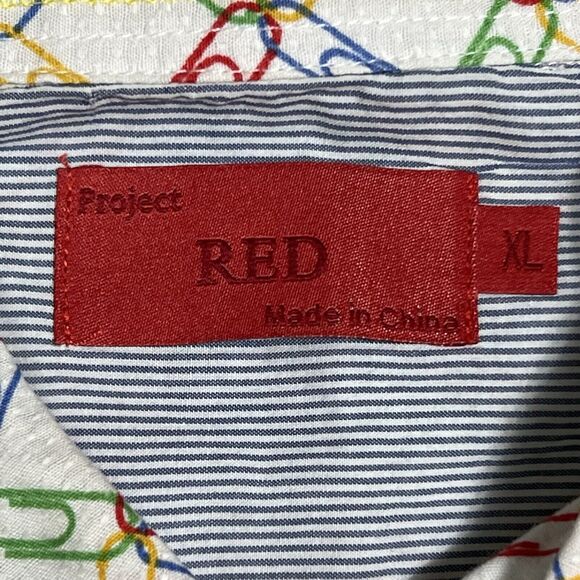 Project
RED
XL
Made in China